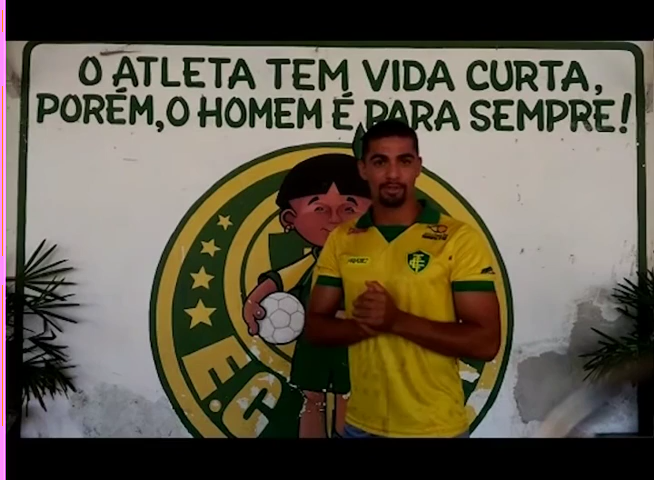 O ATLETA TEM VIDA CURTA,
PORÉM, O HOMEM É PARA SEMPRE!
E.C